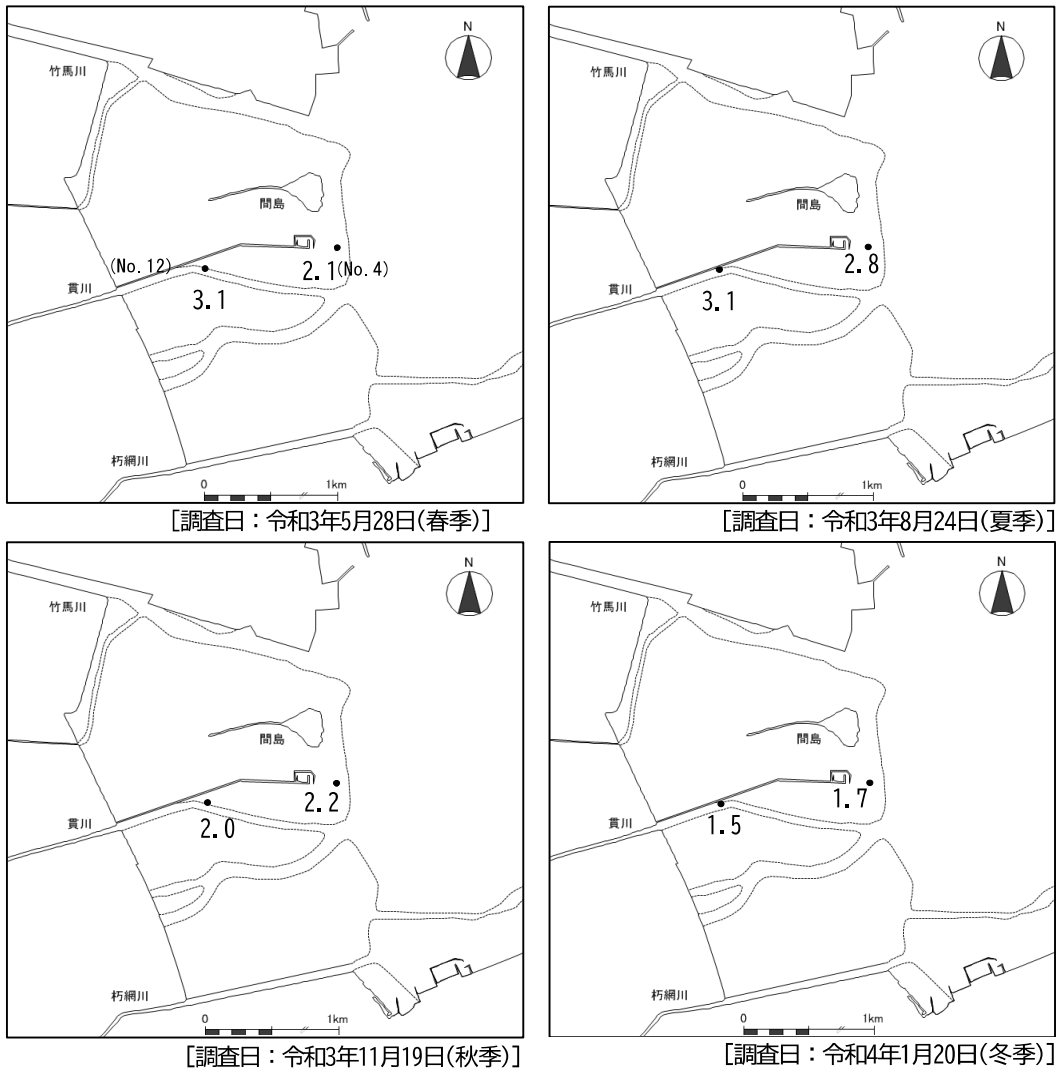 N
竹馬川
間島
(No.12)
2.1(No.4)
貫川
3.1
朽網川
0 1km
[調査日：令和3年5月28日(春季)]
N
竹馬川
間島
2.8
貫川
3.1
朽網川
0 1km
[調査日：令和3年8月24日(夏季)]
N
竹馬川
間島
2.2
貫川
2.0
朽網川
0 1km
[調査日：令和3年11月19日(秋季)]
N
竹馬川
間島
1.7
貫川
1.5
朽網川
0 1km
[調査日：令和4年1月20日(冬季)]